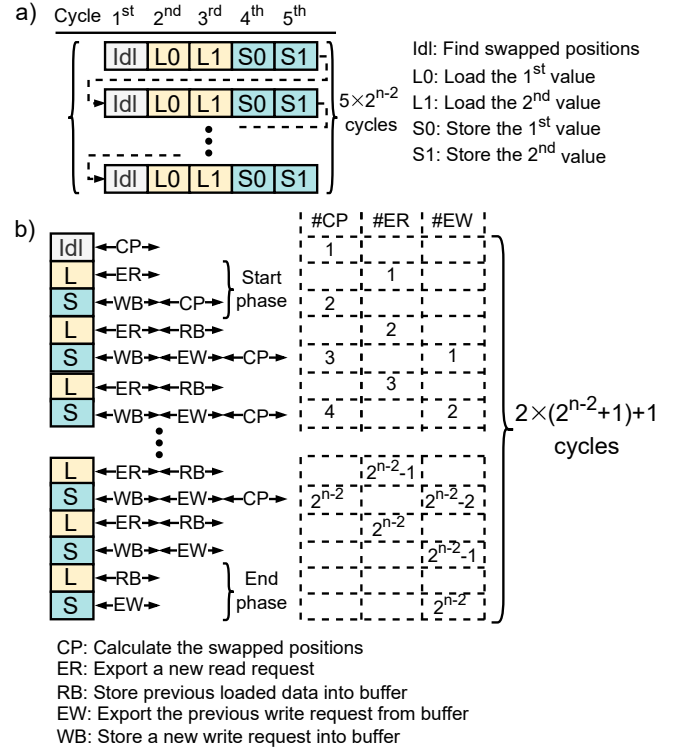 a)
Cycle 1st 2nd 3rd 4th 5th
Idl L0 L1 S0 S1
Idl L0 L1 S0 S1
Idl L0 L1 S0 S1
5×2n-2
cycles
Idl: Find swapped positions
L0: Load the 1st value
L1: Load the 2nd value
S0: Store the 1st value
S1: Store the 2nd value
b)
#CP #ER #EW
Idl CP 1
L ER 1
S WB CP 2
Start
phase
L ER RB 2
S WB EW CP 3 1
L ER RB 3
S WB EW CP 4 2
L ER RB 2n-2-1
S WB EW CP 2n-2 2n-2-2
L ER RB 2n-2
S WB EW 2n-2-1
L RB
S EW 2n-2
End
phase
2×(2n-2+1)+1
cycles
CP: Calculate the swapped positions
ER: Export a new read request
RB: Store previous loaded data into buffer
EW: Export the previous write request from buffer
WB: Store a new write request into buffer